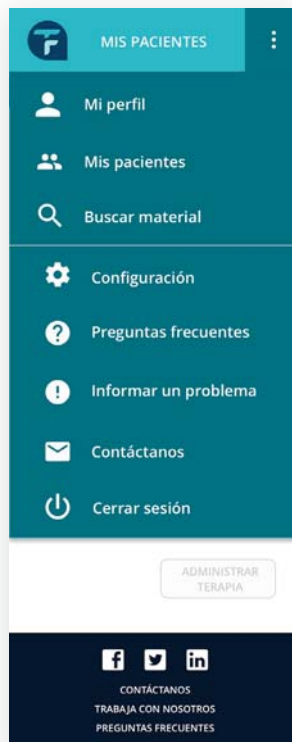 MIS PACIENTES
Mi perfil
Mis pacientes
Buscar material
Configuración
Preguntas frecuentes
Informar un problema
Contáctanos
Cerrar sesión
ADMINISTRAR
TERAPIA
CONTÁCTANOS
TRABAJA CON NOSOTROS
PREGUNTAS FRECUENTES